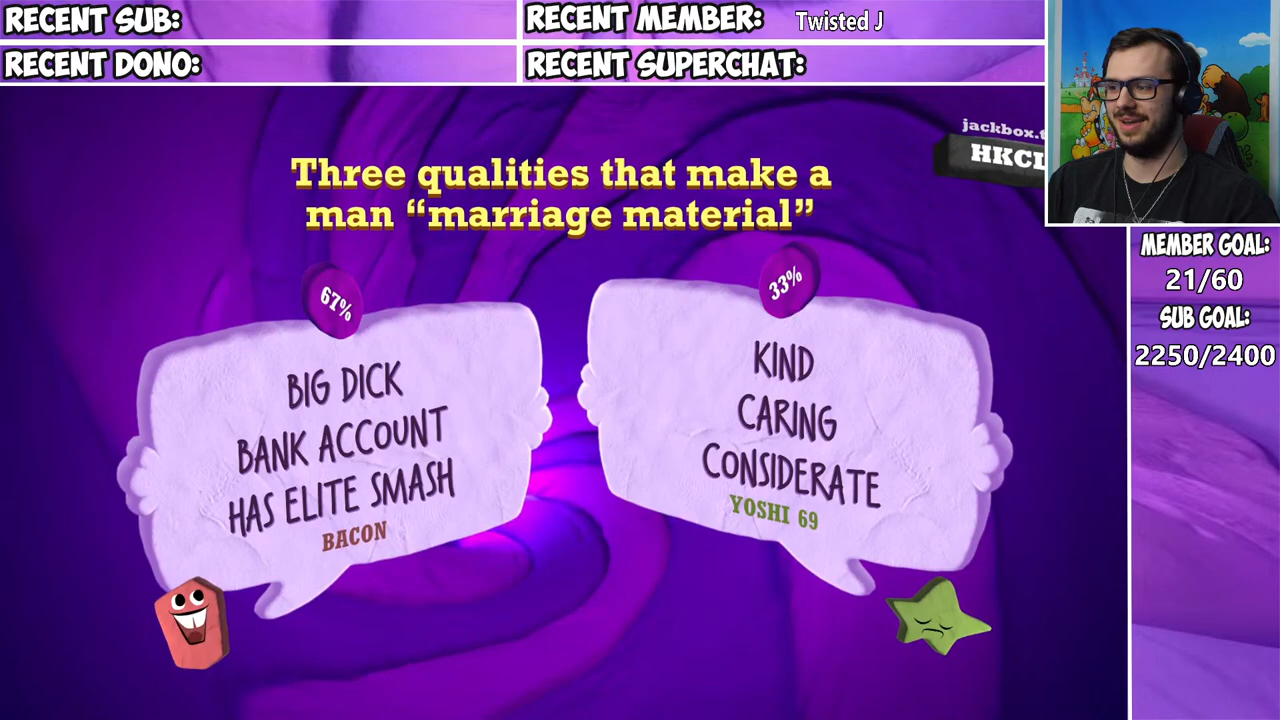 RECENT SUB:
RECENT MEMBER: Twisted J
RECENT DONO:
RECENT SUPERCHAT:
jackbox.t
HKCL
Three qualities that make a
man “marriage material”
67%
BIG DICK
BANK ACCOUNT
HAS ELITE SMASH
BACON
33%
KIND
CARING
CONSIDERATE
YOSHI 69
MEMBER GOAL:
21/60
SUB GOAL:
2250/2400